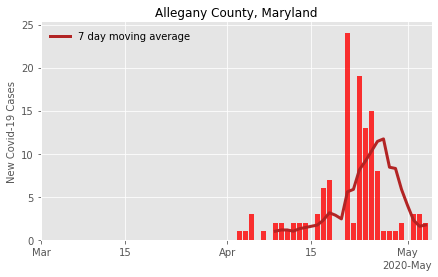 Allegany County, Maryland
7 day moving average
New Covid-19 Cases
25
20
15
10
5
0
Mar 15 Apr 15 May
2020-May